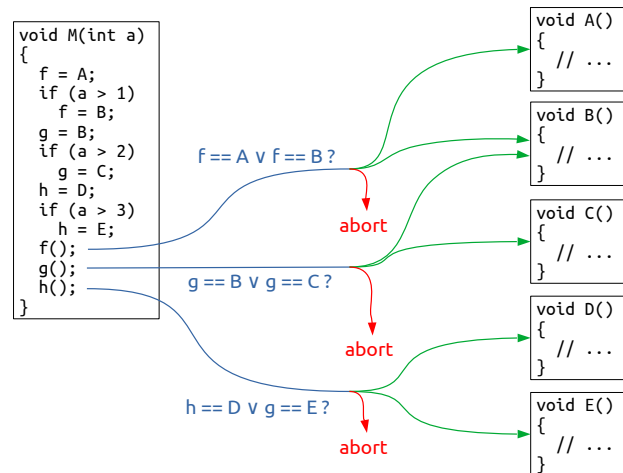 void M(int a)
{
f = A;
if (a > 1)
f = B;
g = B;
if (a > 2)
g = C;
h = D;
if (a > 3)
h = E;
f();
g();
h();
}
f == A ∨ f == B ?
abort
g == B ∨ g == C ?
abort
h == D ∨ g == E ?
abort
void A()
{
// ...
}
void B()
{
// ...
}
void C()
{
// ...
}
void D()
{
// ...
}
void E()
{
// ...
}